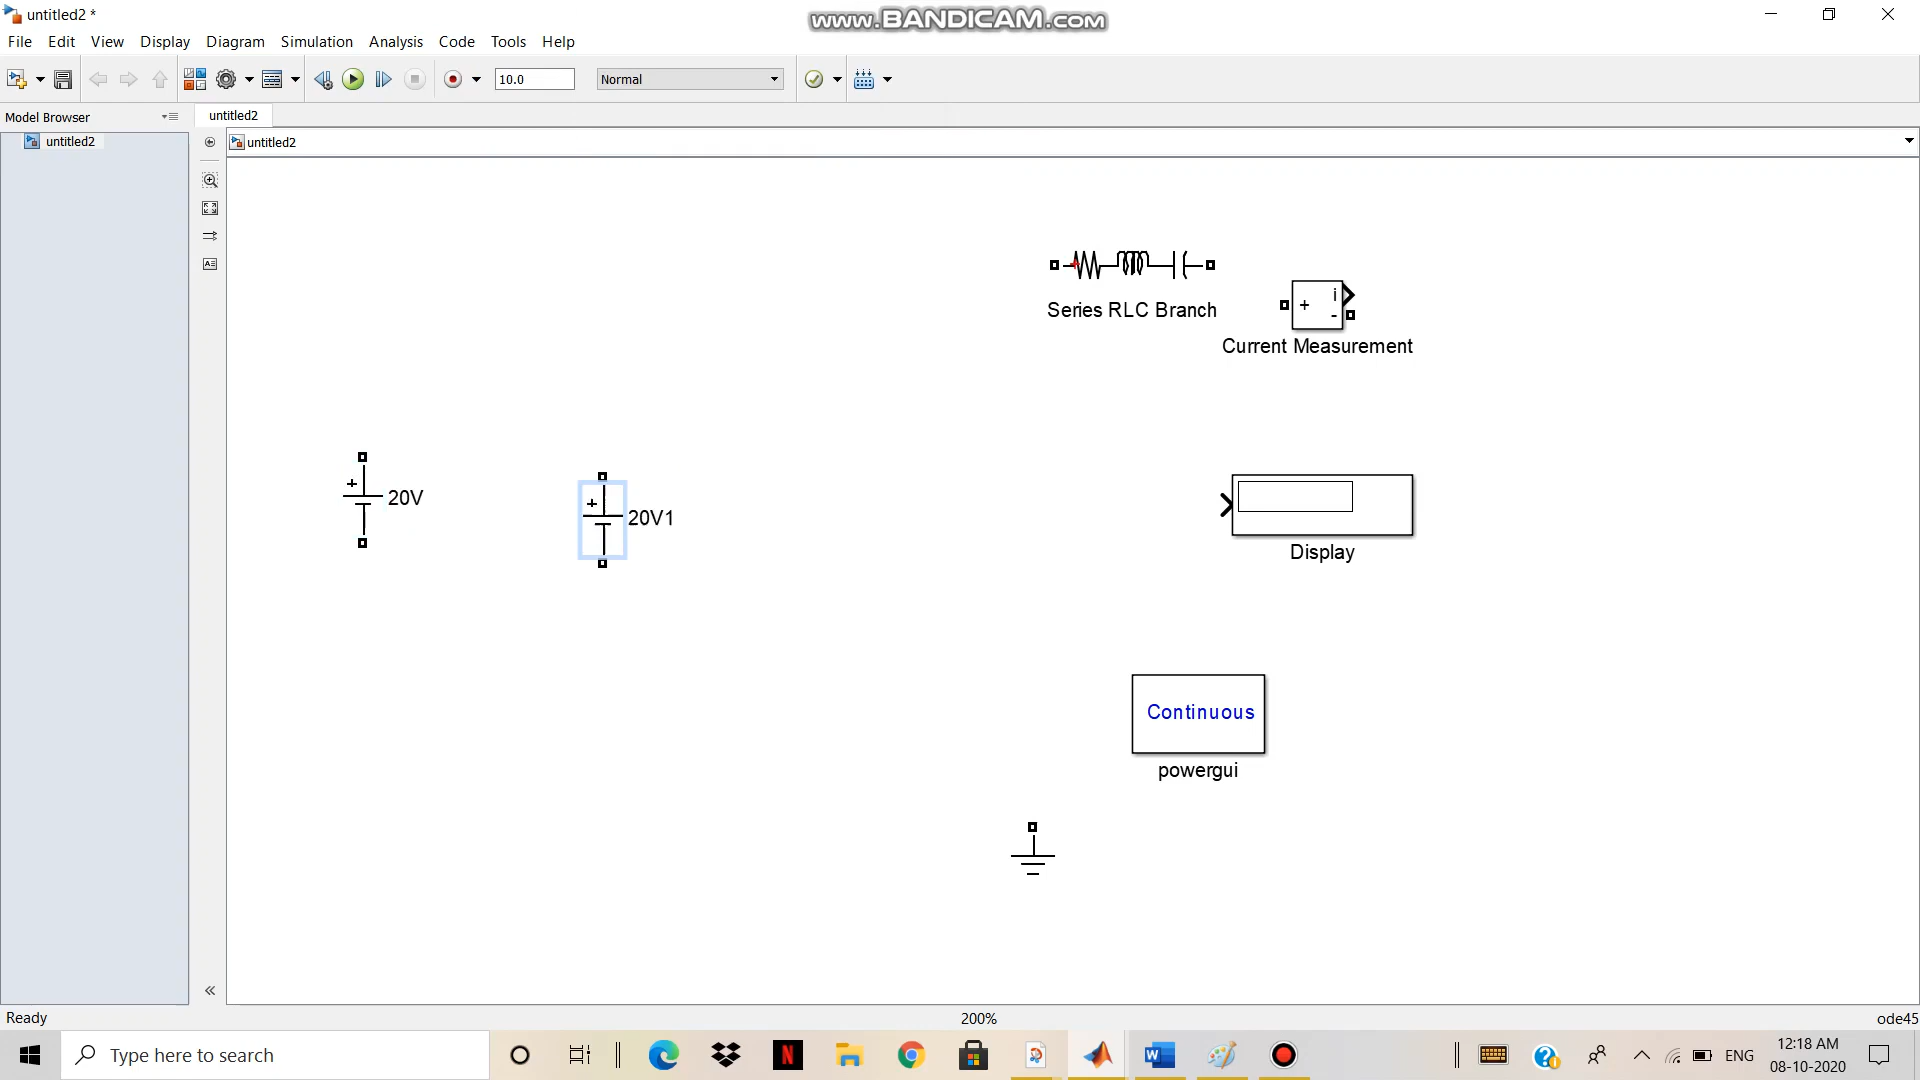 untitled2 *
www.BANDICAM.com
File Edit View Display Diagram Simulation Analysis Code Tools Help
10.0 Normal
Model Browser
untitled2
untitled2
untitled2
Series RLC Branch
+ i -
Current Measurement
+ 20V
+ 20V1
Display
Continuous
powergui
Ready 200% ode45
Type here to search
ENG
12:18 AM
08-10-2020